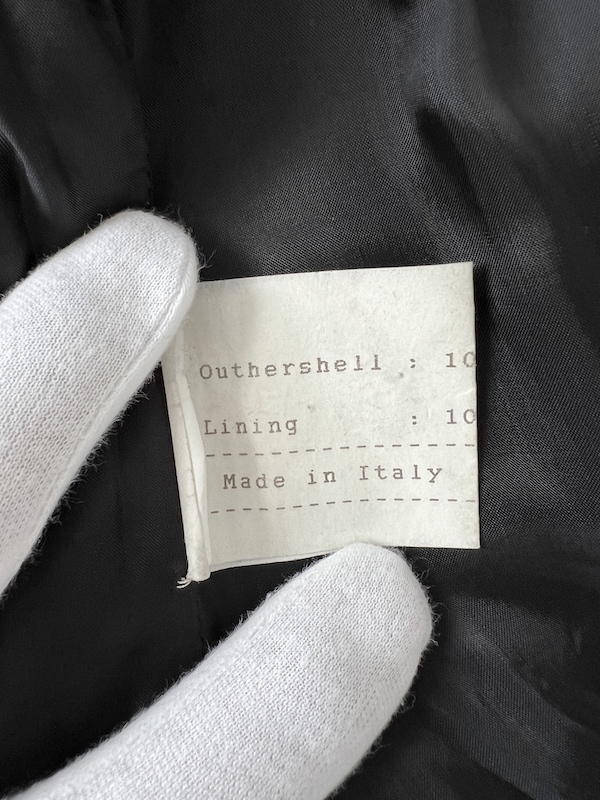 Outhershell : 10
Lining : 10
Made in Italy